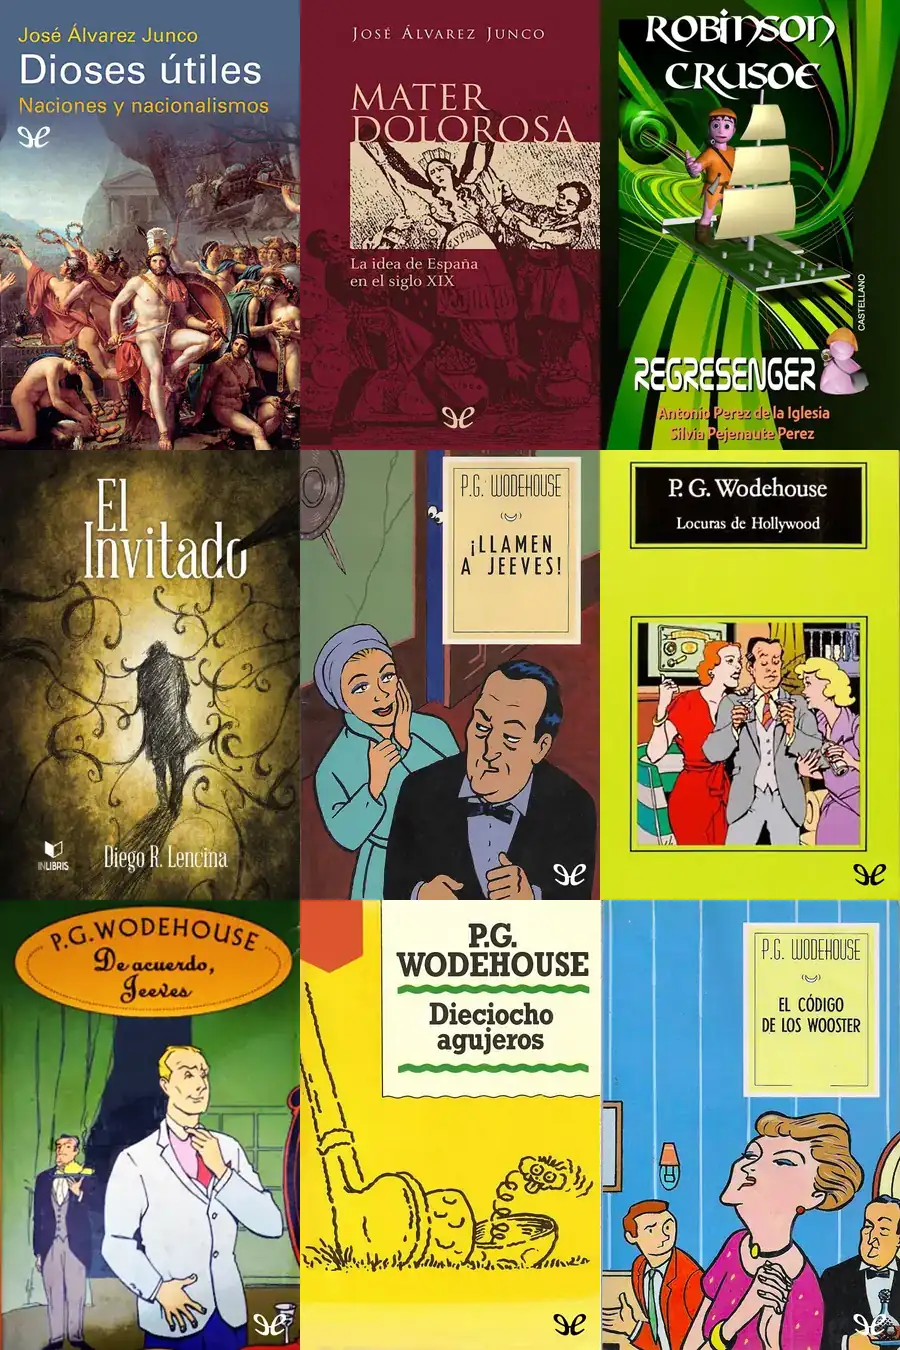 José Álvarez Junco
Dioses útiles
Naciones y nacionalismos
José Álvarez Junco
MATER
DOLOROSA
La idea de España
en el siglo XIX
ROBINSON
CRUSOE
CASTELLANO
REGRESENGER
Antonio Perez de la Iglesia
Silvia Pejenaute Perez
El
Invitado
INLIBRIS
Diego R. Lencina
P.G. WODEHOUSE
¡LLAMEN
A JEEVES!
P. G. Wodehouse
Locuras de Hollywood
P.G. WODEHOUSE
De acuerdo,
Jeeves
P.G.
WODEHOUSE
Dieciocho
agujeros
P.G. WODEHOUSE
EL CÓDIGO
DE LOS WOOSTER